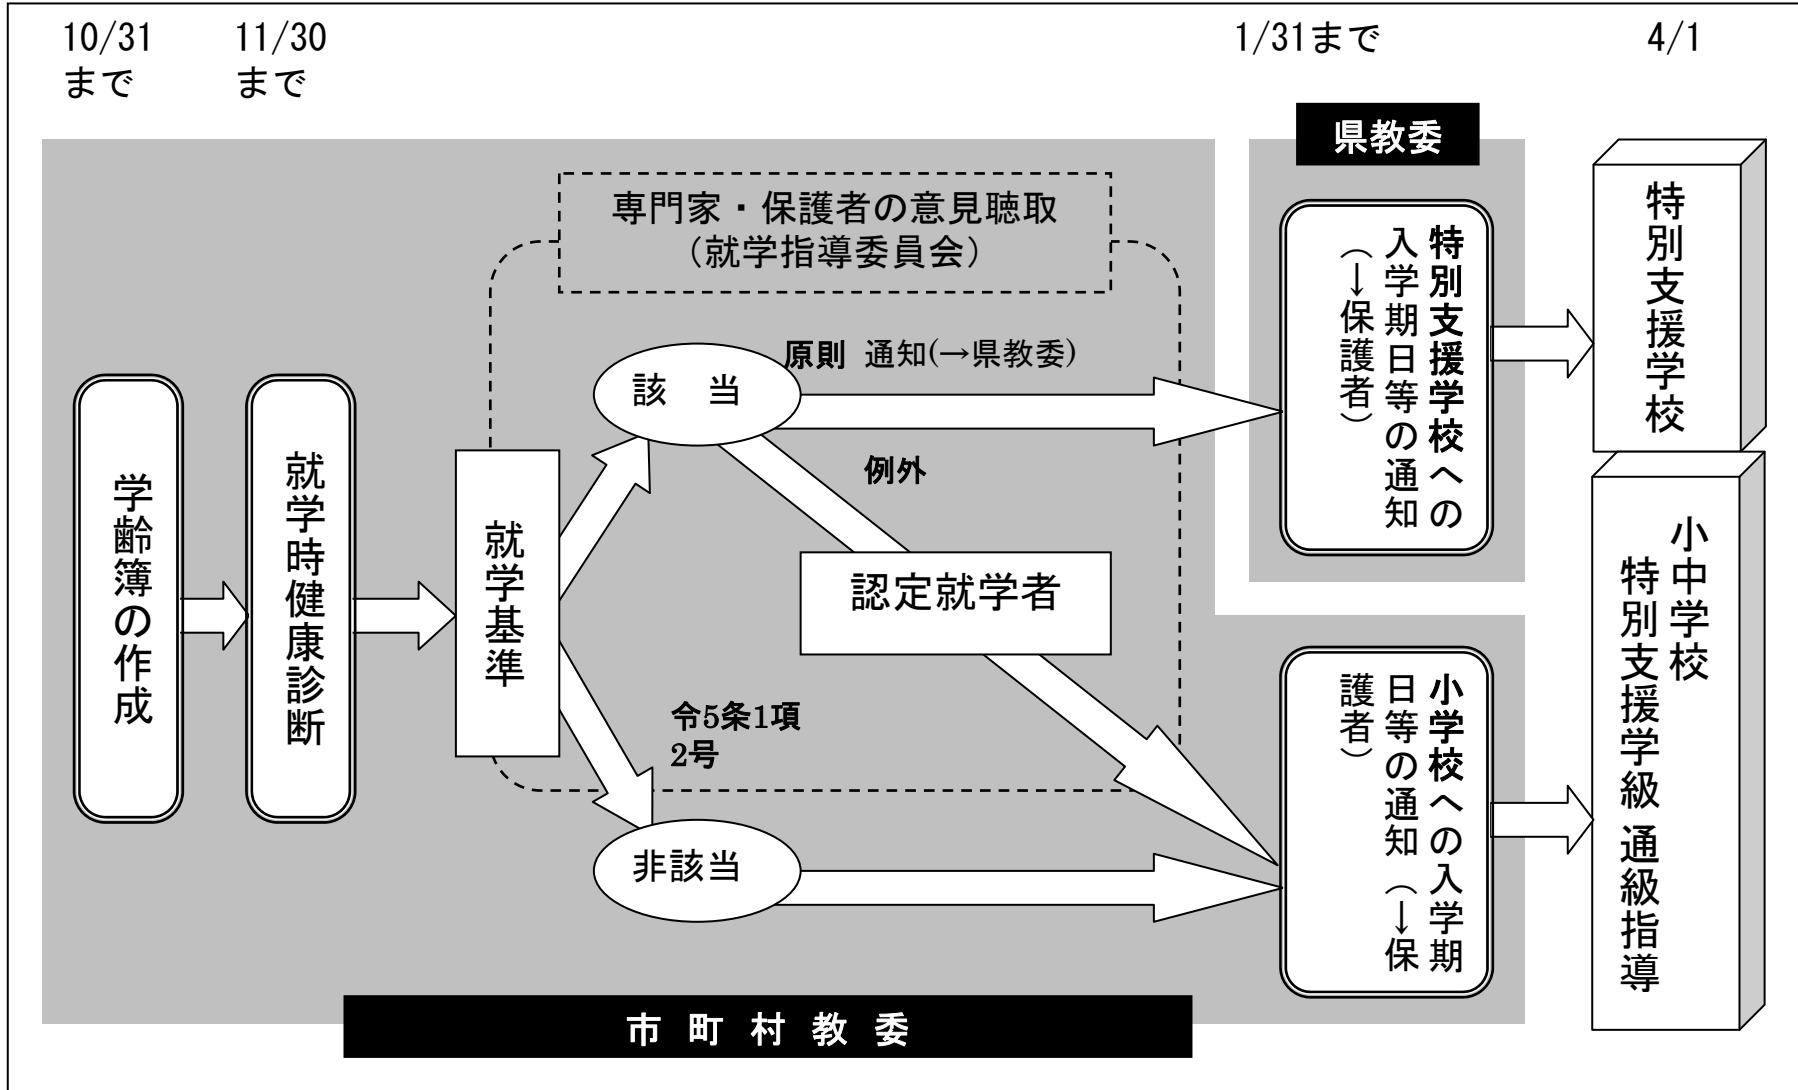 10/31
まで
11/30
まで
1/31まで
4/1
県教委
専門家・保護者の意見聴取
（就学指導委員会）
特別支援学校への
入学期日等の通知
（→保護者）
特別支援学校
原則 通知(→県教委)
該　当
例外
学齢簿の作成
就学時健康診断
就学基準
認定就学者
令5条1項
2号
非該当
小学校への入学期
日等の通知（→保
護者）
小中学校
特別支援学級 通級指導
市町村教委